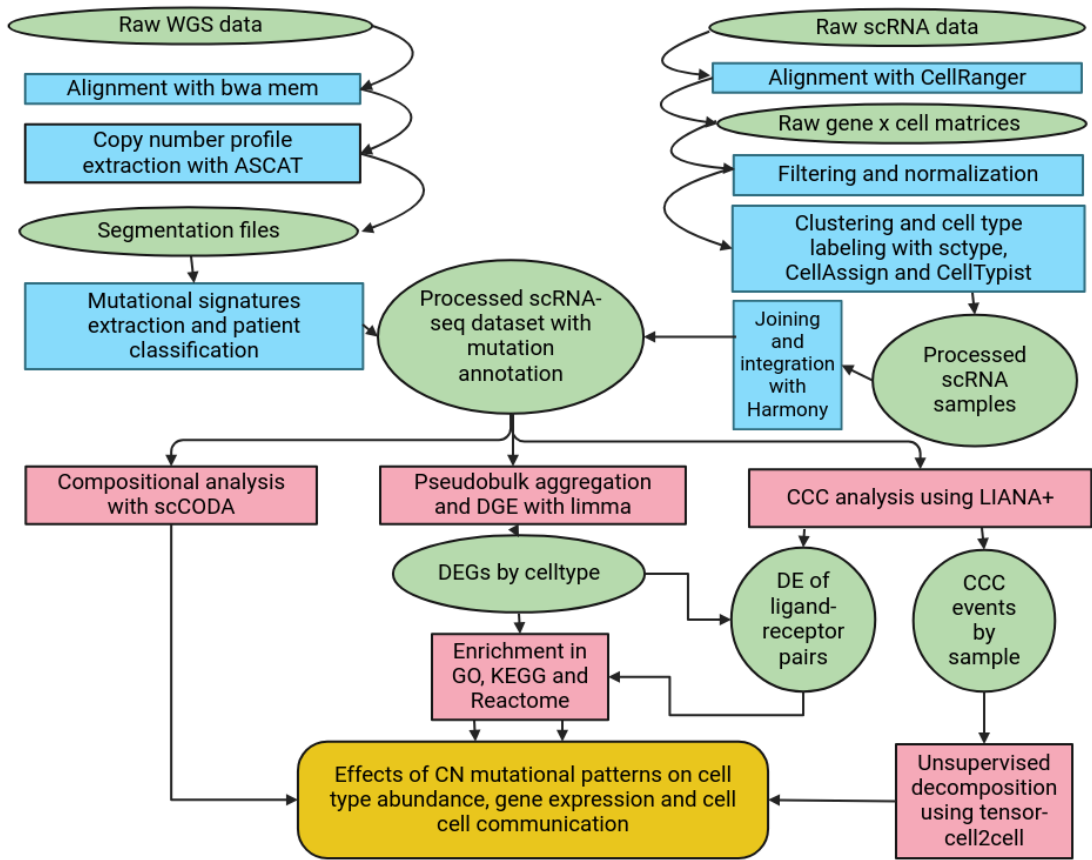 Raw WGS data
Alignment with bwa mem
Copy number profile
extraction with ASCAT
Segmentation files
Mutational signatures
extraction and patient
classification
Raw scRNA data
Alignment with CellRanger
Raw gene x cell matrices
Filtering and normalization
Clustering and cell type
labeling with sctype,
CellAssign and CellTypist
Processed
scRNA
samples
Joining
and
integration
with
Harmony
Processed scRNA-
seq dataset with
mutation
annotation
Compositional analysis
with scCODA
Pseudobulk aggregation
and DGE with limma
CCC analysis using LIANA+
DEGs by celltype
DE of
ligand-
receptor
pairs
CCC
events
by
sample
Enrichment in
GO, KEGG and
Reactome
Unsupervised
decomposition
using tensor-
cell2cell
Effects of CN mutational patterns on cell
type abundance, gene expression and cell
cell communication